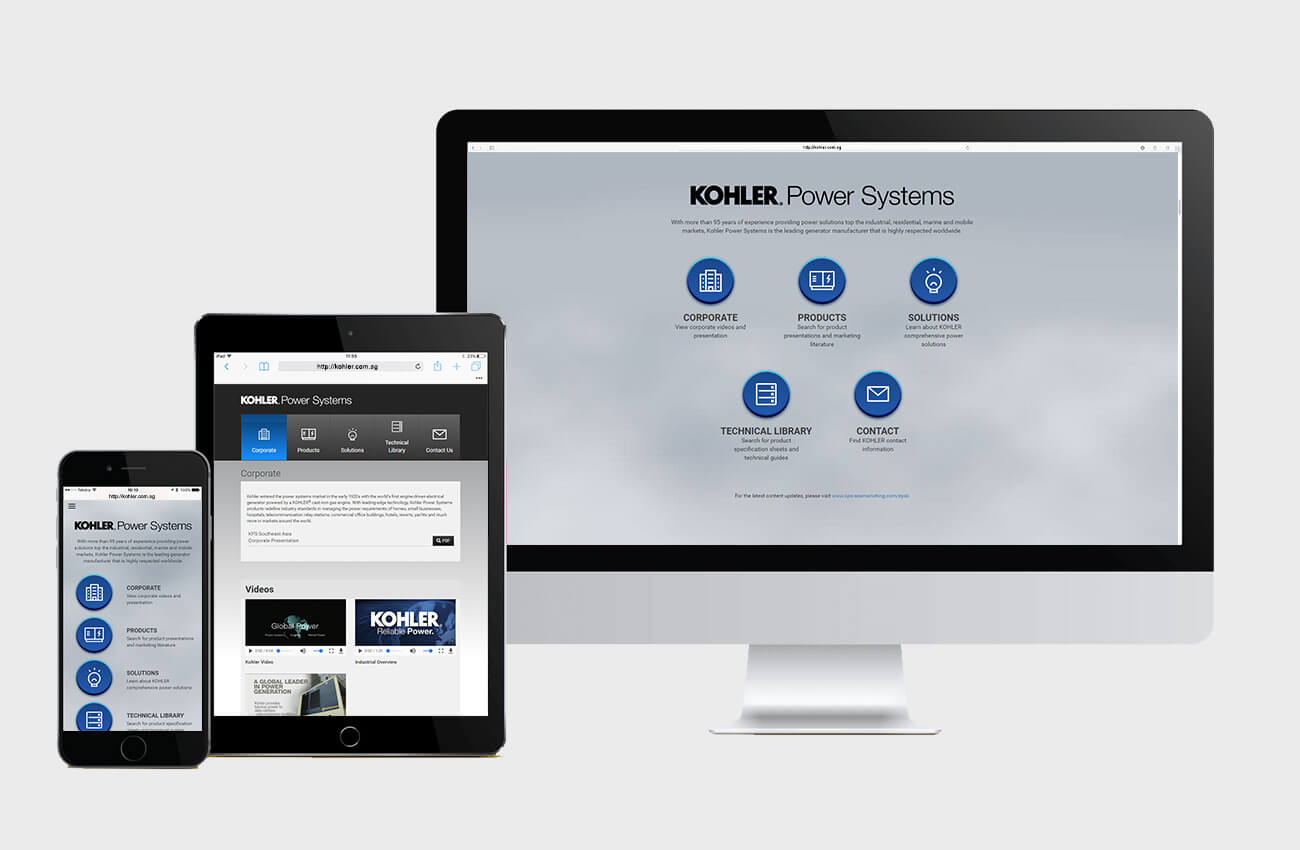 http://kohler.com.sg
KOHLER. Power Systems
With more than 95 years of experience providing power solutions top the industrial, residential, marine and mobile
markets, Kohler Power Systems is the leading generator manufacturer that is highly respected worldwide.
CORPORATE
View corporate videos and
presentation
PRODUCTS
Search for product
presentations and marketing
literature
SOLUTIONS
Learn about KOHLER
comprehensive power
solutions
TECHNICAL LIBRARY
Search for product
specification sheets and
technical guides
CONTACT
Find KOHLER contact
information
For the latest content updates, please visit
iPad
11:55
23%
http://kohler.com.sg
KOHLER. Power Systems
Corporate
Products
Solutions
Technical
Library
Contact Us
Corporate
Kohler entered the power systems market in the early 1920's with the world's first engine-driven electrical
generator powered by a KOHLER® cast-iron gas engine. With leading-edge technology, Kohler Power Systems
products redefine industry standards in managing the power requirements of homes, small businesses,
hospitals, telecommunication relay stations, commercial office buildings, hotels, resorts, yachts and much
more in markets around the world.
KPS Southeast Asia
Corporate Presentation
PDF
Videos
Global Power
KOHLER.
Reliable Power.
Kohler Video
Industrial Overview
A GLOBAL LEADER
IN POWER
GENERATION
Kohler provides
backup power to
data centers,
Telstra
10:10
100%
http://kohler.com.sg
KOHLER. Power Systems
With more than 95 years of experience providing power
solutions top the industrial, residential, marine and mobile
markets, Kohler Power Systems is the leading generator
manufacturer that is highly respected worldwide.
CORPORATE
View corporate videos and
presentation
PRODUCTS
Search for product presentations
and marketing literature
SOLUTIONS
Learn about KOHLER
comprehensive power solutions
TECHNICAL LIBRARY
Search for product specification